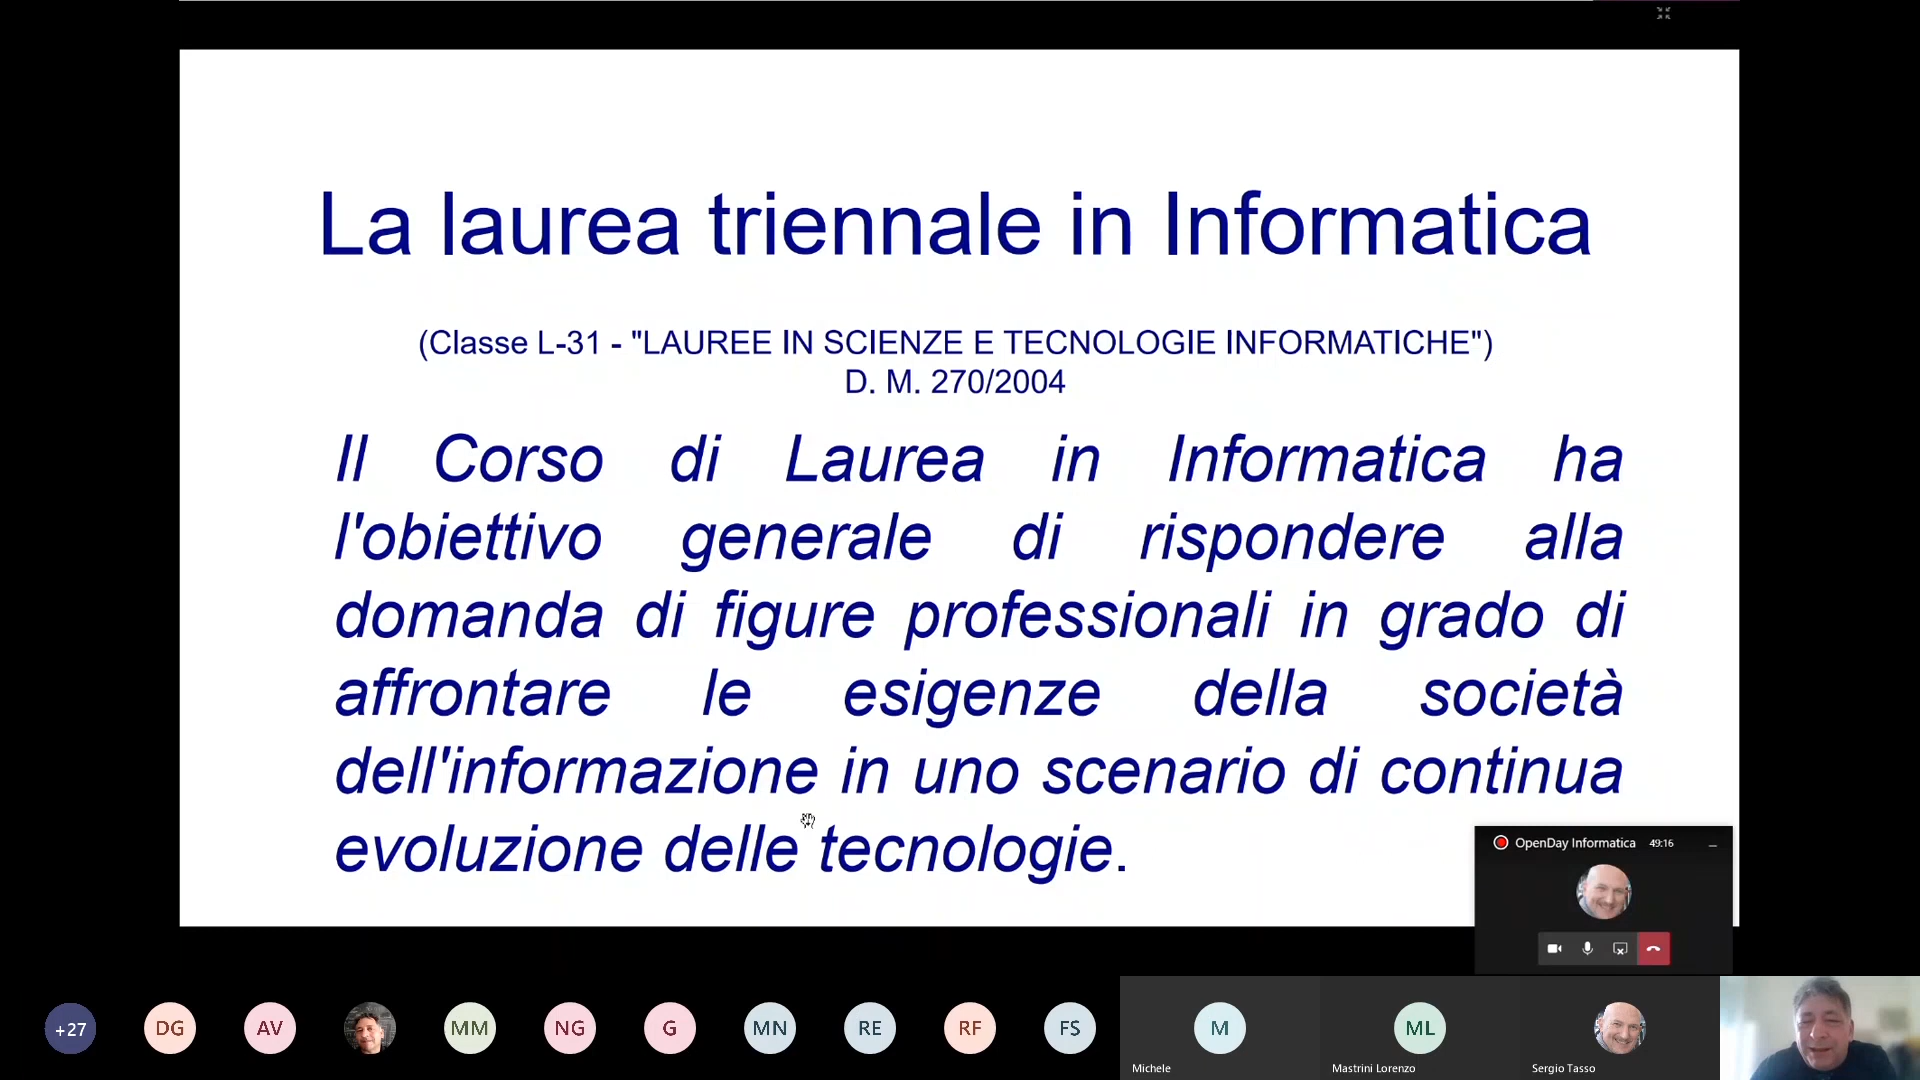 La laurea triennale in Informatica
(Classe L-31 - "LAUREE IN SCIENZE E TECNOLOGIE INFORMATICHE")
D. M. 270/2004
Il Corso di Laurea in Informatica ha
l'obiettivo generale di rispondere alla
domanda di figure professionali in grado di
affrontare le esigenze della società
dell'informazione in uno scenario di continua
evoluzione delle tecnologie.
OpenDay Informatica 49:16
+27 DG AV MM NG G MN RE RF FS M ML
Michele Mastrini Lorenzo Sergio Tasso